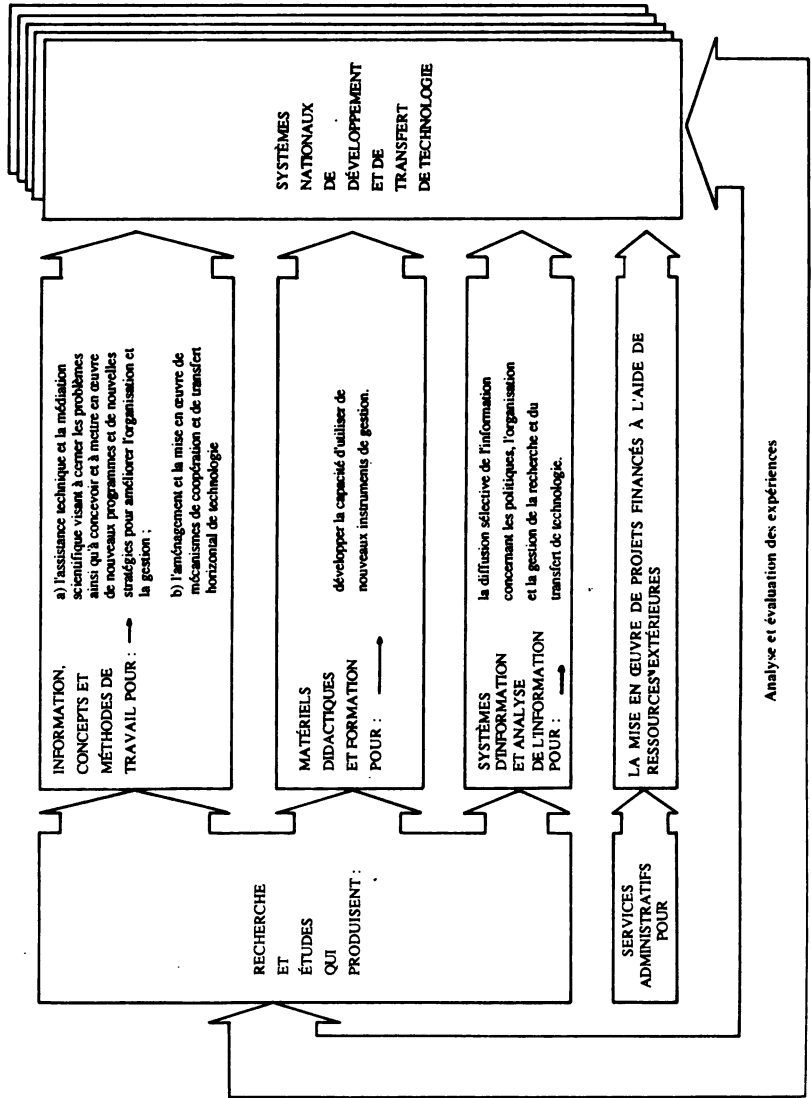 RECHERCHE
ET
ÉTUDES
QUI
PRODUISENT :
SERVICES
ADMINISTRATIFS
POUR
INFORMATION,
CONCEPTS ET
MÉTHODES DE
TRAVAIL POUR :
a) l'assistance technique et la médiation
scientifique visant à cerner les problèmes
ainsi qu'à concevoir et à mettre en œuvre
de nouveaux programmes et de nouvelles
stratégies pour améliorer l'organisation et
la gestion ;
b) l'aménagement et la mise en œuvre de
mécanismes de coopération et de transfert
horizontal de technologie
MATÉRIELS
DIDACTIQUES
ET FORMATION
POUR :
développer la capacité d'utiliser de
nouveaux instruments de gestion.
SYSTÈMES
D'INFORMATION
ET ANALYSE
DE L'INFORMATION
POUR :
la diffusion sélective de l'information
concernant les politiques, l'organisation
et la gestion de la recherche et du
transfert de technologie.
LA MISE EN ŒUVRE DE PROJETS FINANCÉS À L'AIDE DE
RESSOURCES EXTÉRIEURES
SYSTÈMES
NATIONAUX
DE
DÉVELOPPEMENT
ET DE
TRANSFERT
DE TECHNOLOGIE
Analyse et évaluation des expériences